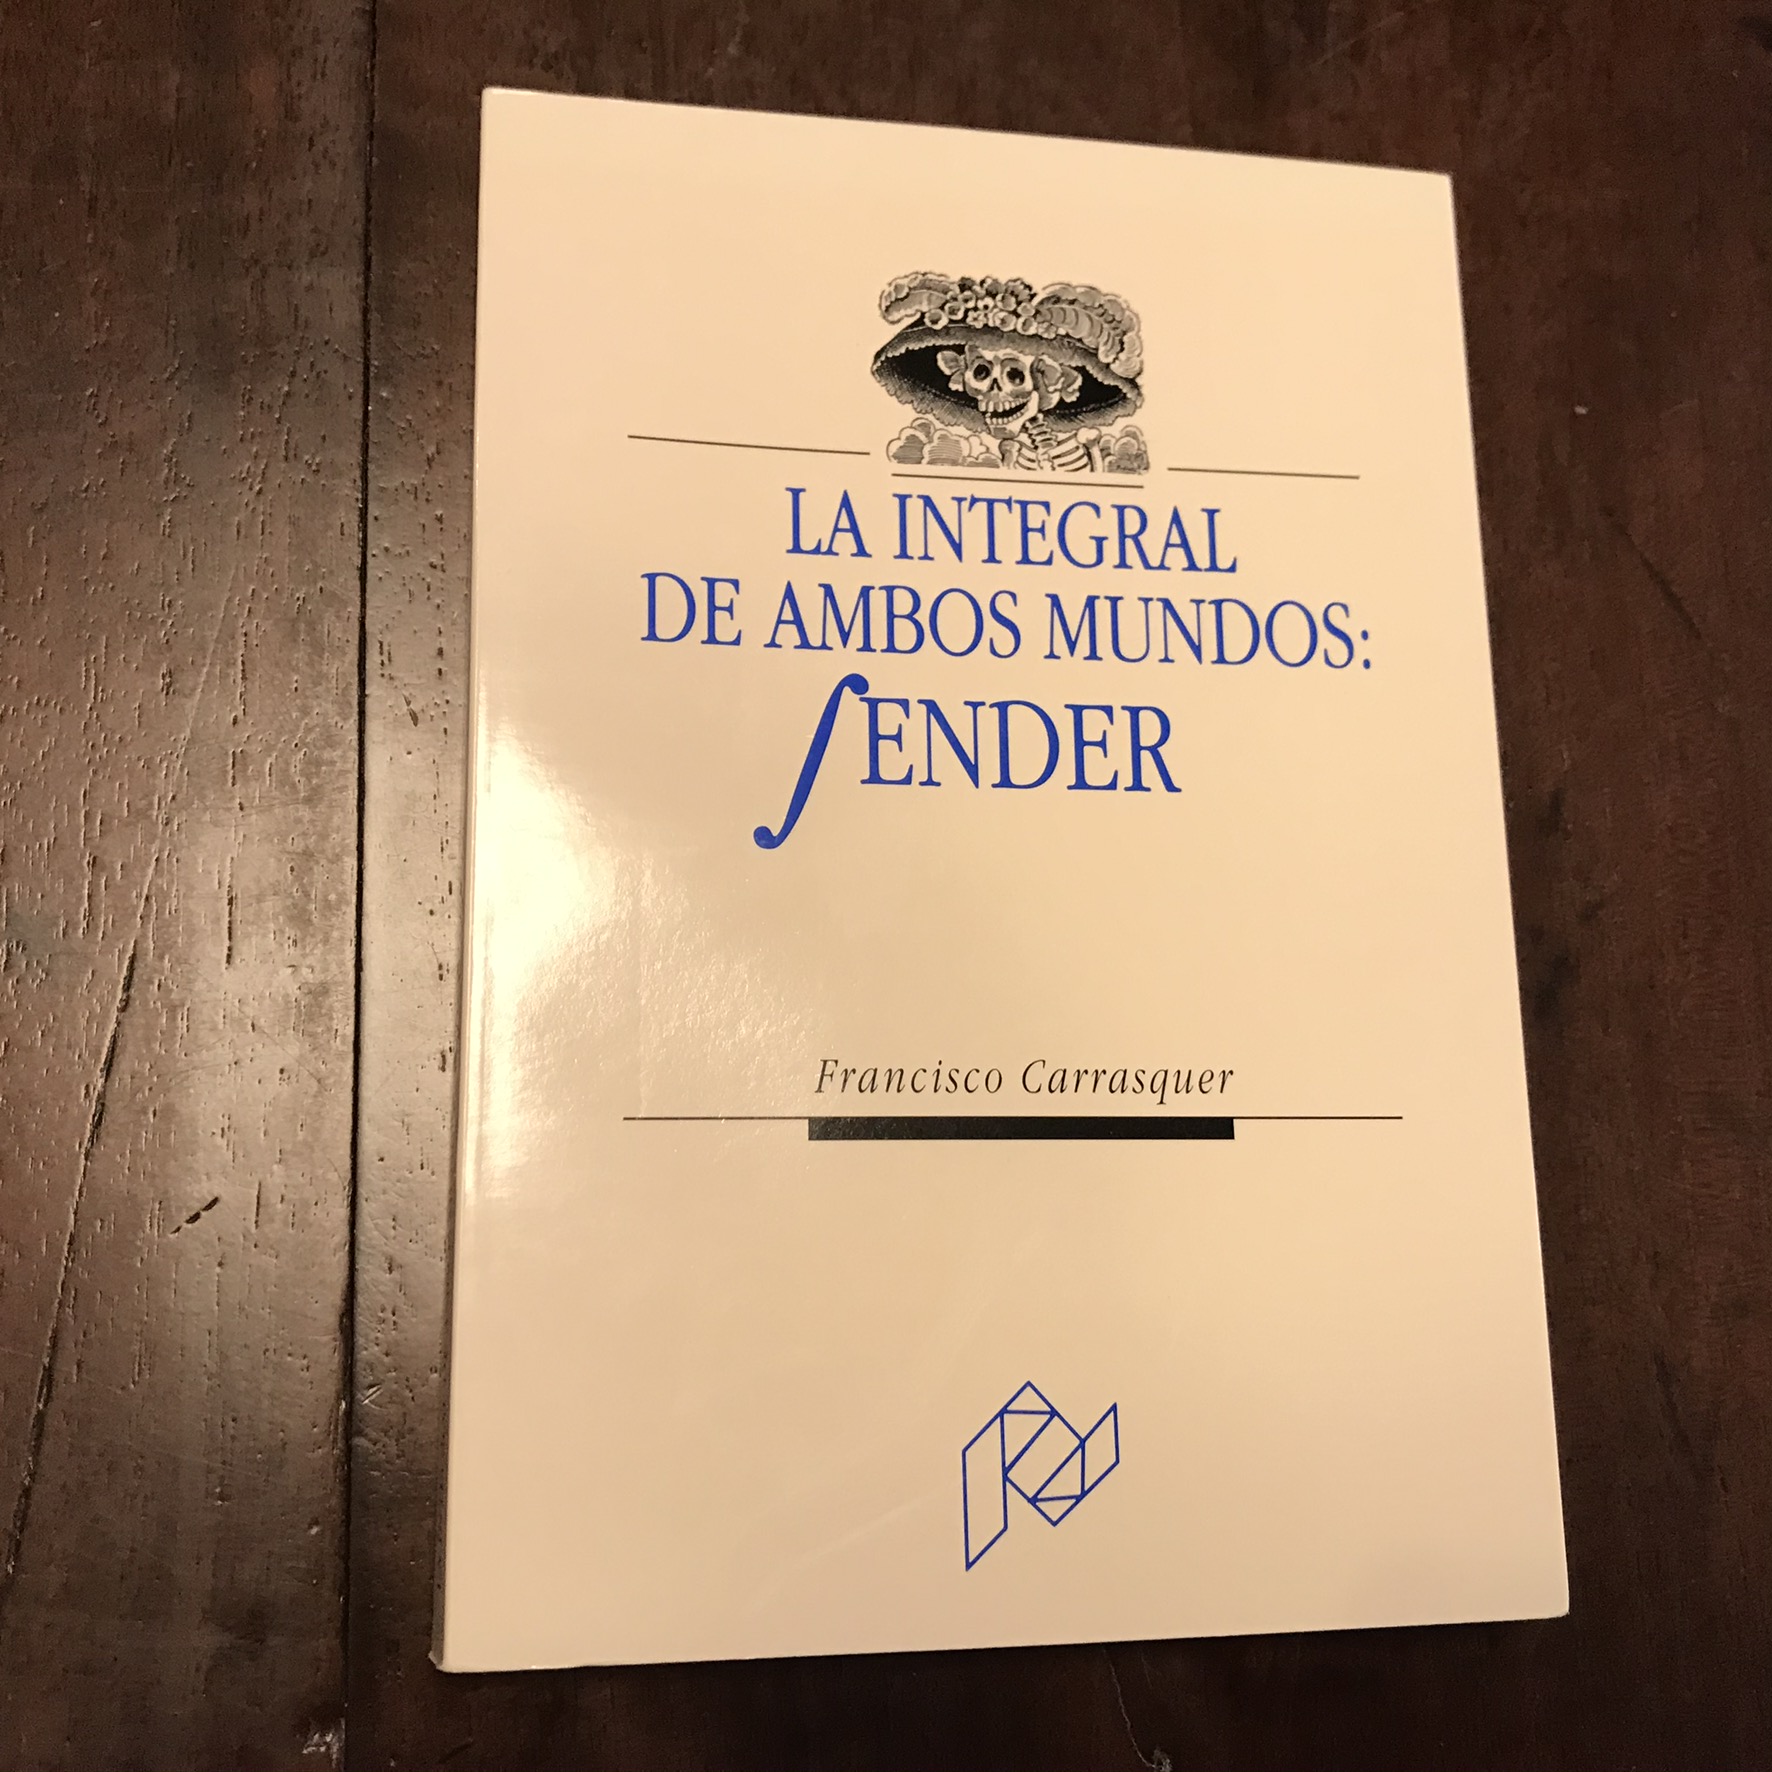 LA INTEGRAL
DE AMBOS MUNDOS:
∫ENDER
Francisco Carrasquer